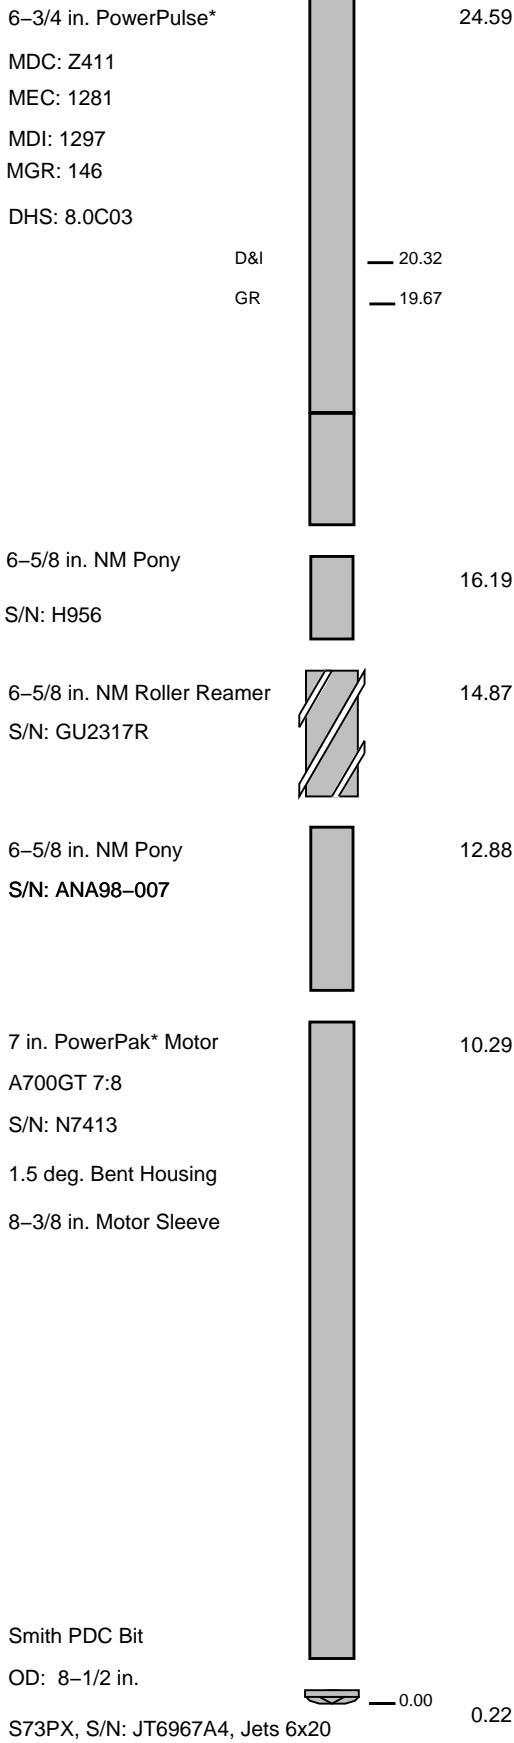 6–3/4 in. PowerPulse* 24.59
MDC: Z411
MEC: 1281
MDI: 1297
MGR: 146
DHS: 8.0C03
D&I 20.32
GR 19.67
6–5/8 in. NM Pony
16.19
S/N: H956
6–5/8 in. NM Roller Reamer 14.87
S/N: GU2317R
6–5/8 in. NM Pony 12.88
S/N: ANA98–007
7 in. PowerPak* Motor 10.29
A700GT 7:8
S/N: N7413
1.5 deg. Bent Housing
8–3/8 in. Motor Sleeve
Smith PDC Bit
OD: 8–1/2 in.
0.00
0.22
S73PX, S/N: JT6967A4, Jets 6x20